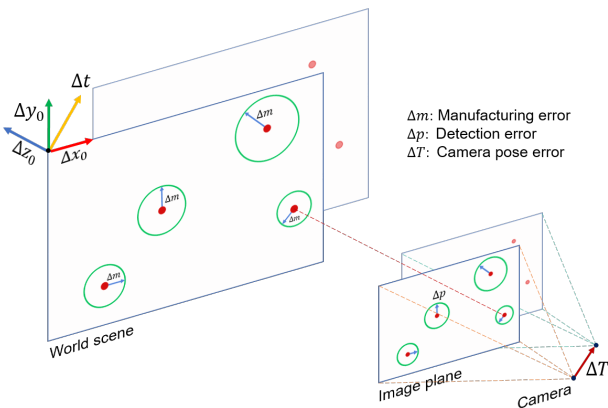 Δt
Δy₀
Δz₀
Δx₀
Δm
Δm
Δm
Δm
World scene
Δm: Manufacturing error
Δp: Detection error
ΔT: Camera pose error
Δp
Image plane
Camera
ΔT